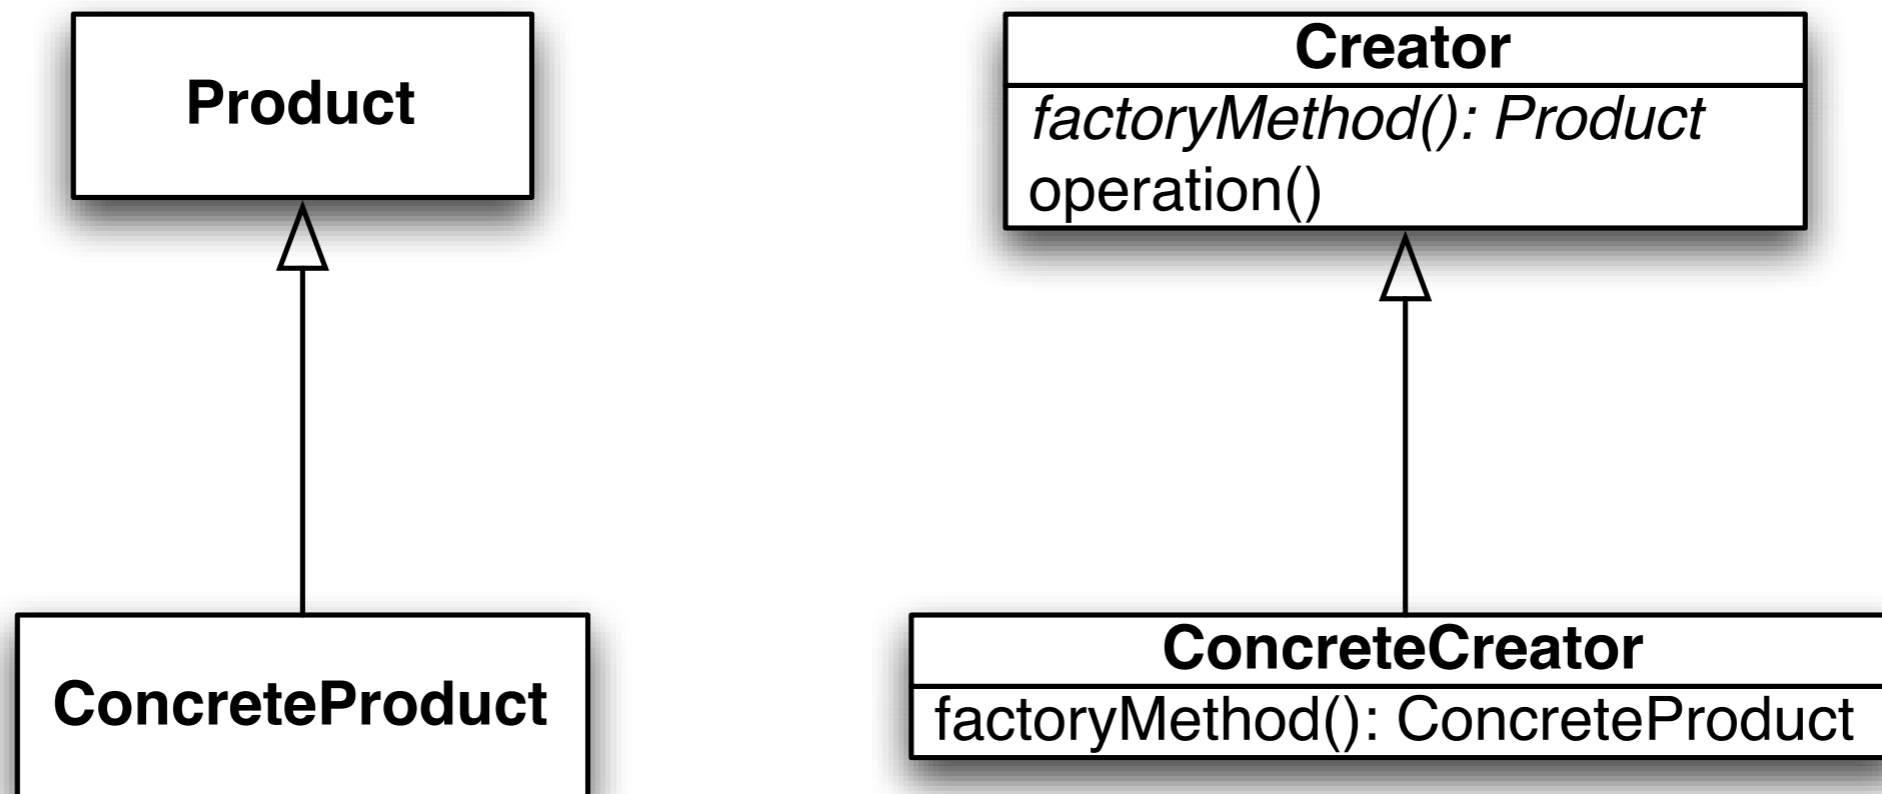 Product
Creator
factoryMethod(): Product
operation()
ConcreteProduct
ConcreteCreator
factoryMethod(): ConcreteProduct